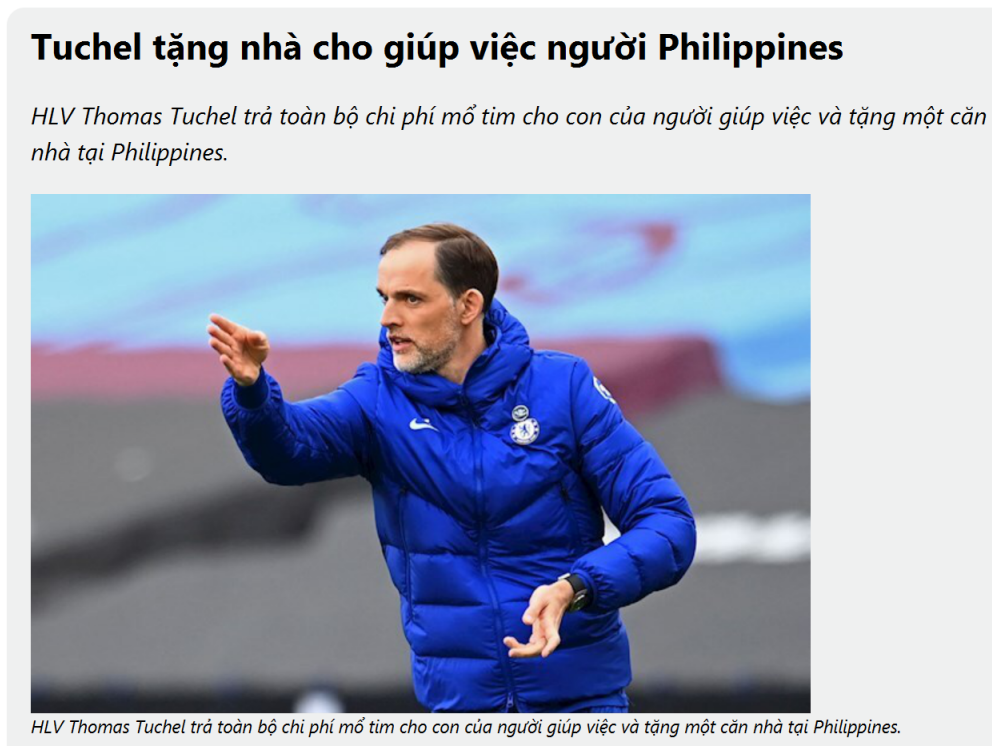 Tuchel tặng nhà cho giúp việc người Philippines
HLV Thomas Tuchel trả toàn bộ chi phí mổ tim cho con của người giúp việc và tặng một căn
nhà tại Philippines.
HLV Thomas Tuchel trả toàn bộ chi phí mổ tim cho con của người giúp việc và tặng một căn nhà tại Philippines.